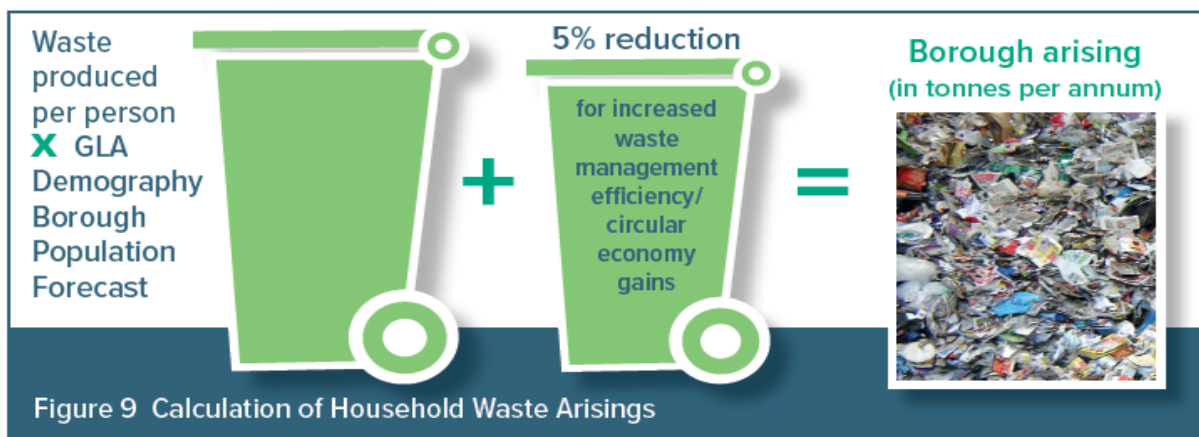 Waste
produced
per person
X GLA
Demography
Borough
Population
Forecast
+
5% reduction
for increased
waste
management
efficiency/
circular
economy
gains
=
Borough arising
(in tonnes per annum)
Figure 9 Calculation of Household Waste Arisings